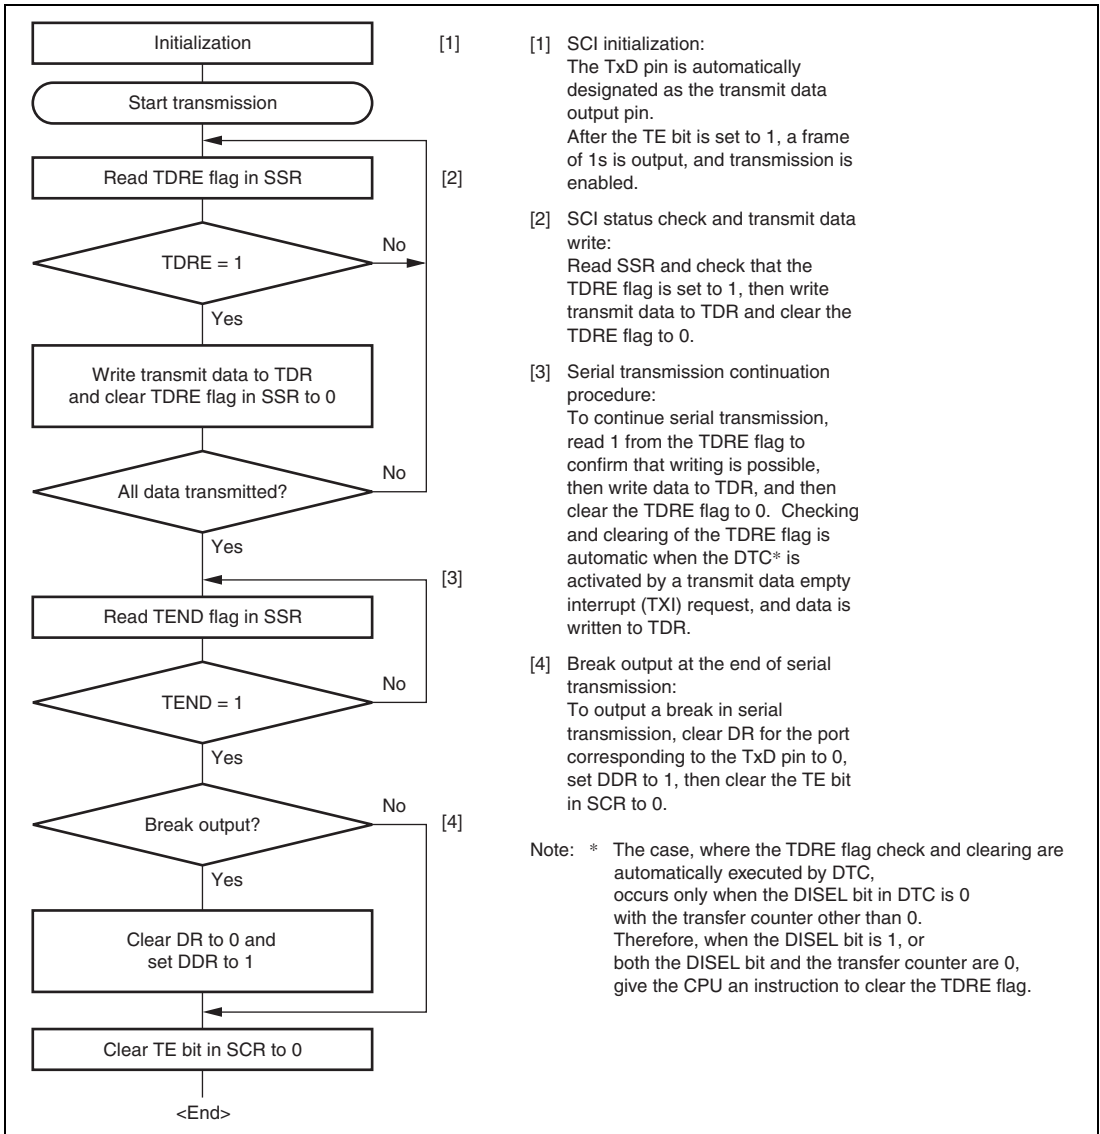 Initialization
[1]
Start transmission
Read TDRE flag in SSR
[2]
TDRE = 1
No
Yes
Write transmit data to TDR
and clear TDRE flag in SSR to 0
All data transmitted?
No
Yes
[3]
Read TEND flag in SSR
TEND = 1
No
Yes
Break output?
No
[4]
Yes
Clear DR to 0 and
set DDR to 1
Clear TE bit in SCR to 0
<End>
[1] SCI initialization:
The TxD pin is automatically
designated as the transmit data
output pin.
After the TE bit is set to 1, a frame
of 1s is output, and transmission is
enabled.
[2] SCI status check and transmit data
write:
Read SSR and check that the
TDRE flag is set to 1, then write
transmit data to TDR and clear the
TDRE flag to 0.
[3] Serial transmission continuation
procedure:
To continue serial transmission,
read 1 from the TDRE flag to
confirm that writing is possible,
then write data to TDR, and then
clear the TDRE flag to 0. Checking
and clearing of the TDRE flag is
automatic when the DTC* is
activated by a transmit data empty
interrupt (TXI) request, and data is
written to TDR.
[4] Break output at the end of serial
transmission:
To output a break in serial
transmission, clear DR for the port
corresponding to the TxD pin to 0,
set DDR to 1, then clear the TE bit
in SCR to 0.
Note: * The case, where the TDRE flag check and clearing are
automatically executed by DTC,
occurs only when the DISEL bit in DTC is 0
with the transfer counter other than 0.
Therefore, when the DISEL bit is 1, or
both the DISEL bit and the transfer counter are 0,
give the CPU an instruction to clear the TDRE flag.